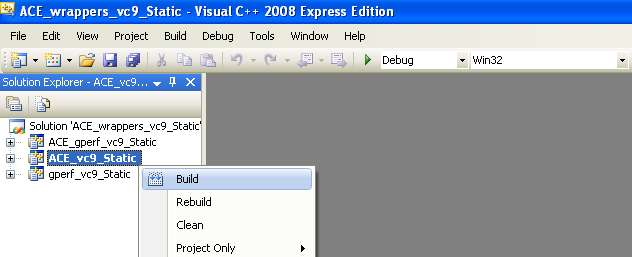 ACE_wrappers_vc9_Static - Visual C++ 2008 Express Edition
File Edit View Project Build Debug Tools Window Help
Debug Win32
Solution Explorer - ACE_vc9...
Solution 'ACE_wrappers_vc9_Static'
ACE_gperf_vc9_Static
ACE_vc9_Static
gperf_vc9_Static
Build
Rebuild
Clean
Project Only